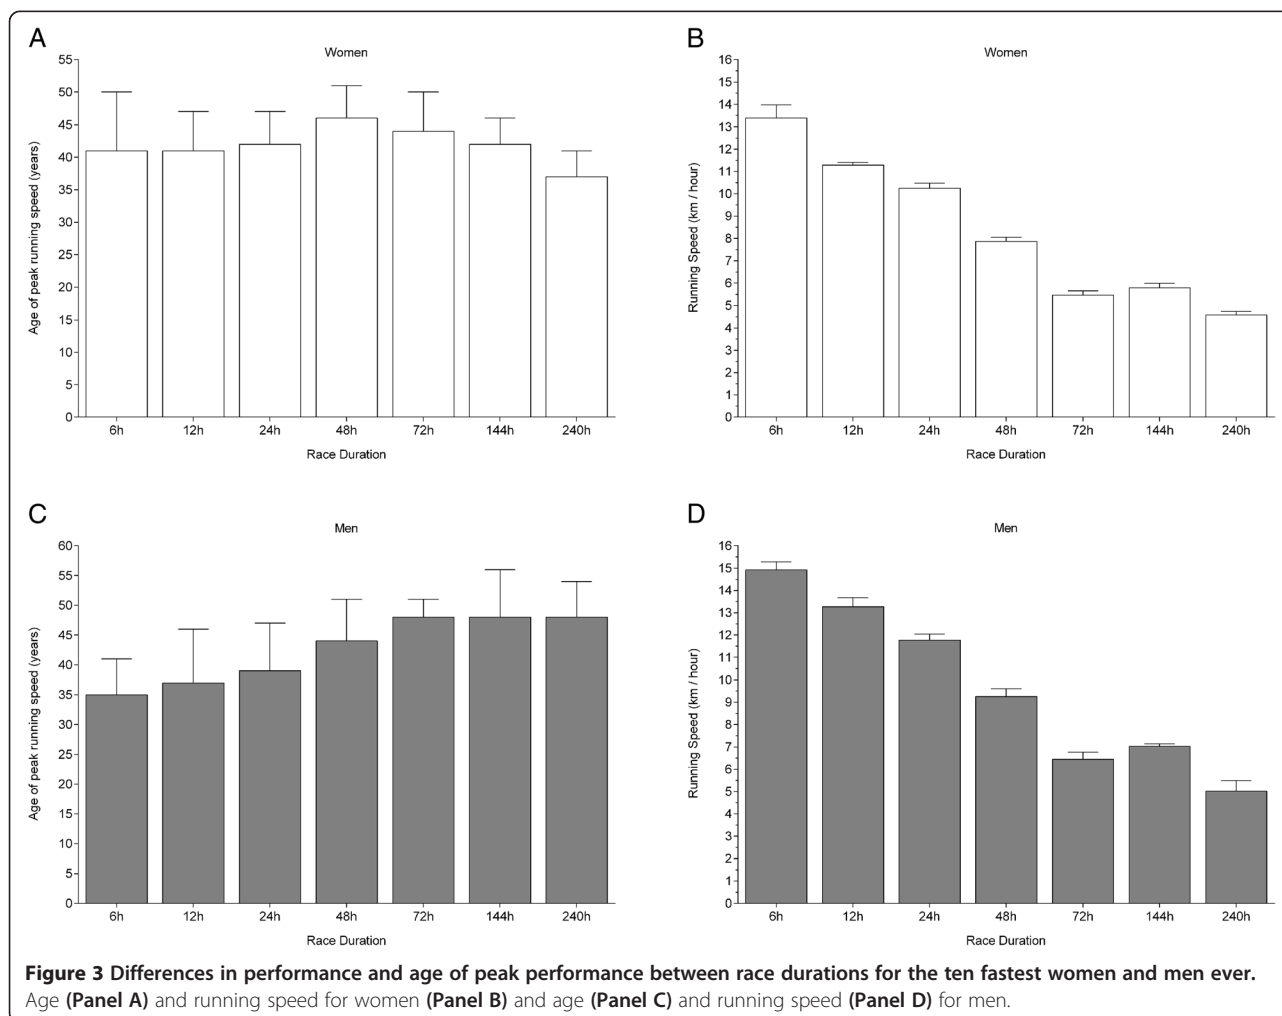 A
Women
Age of peak running speed (years)
55
50
45
40
35
30
25
20
15
10
5
0
6h 12h 24h 48h 72h 144h 240h
Race Duration
B
Women
Running Speed (km / hour)
16
15
14
13
12
11
10
9
8
7
6
5
4
3
2
1
0
6h 12h 24h 48h 72h 144h 240h
Race Duration
C
Men
Age of peak running speed (years)
60
55
50
45
40
35
30
25
20
15
10
5
0
6h 12h 24h 48h 72h 144h 240h
Race Duration
D
Men
Running Speed (km / hour)
16
15
14
13
12
11
10
9
8
7
6
5
4
3
2
1
0
6h 12h 24h 48h 72h 144h 240h
Race Duration
Figure 3 Differences in performance and age of peak performance between race durations for the ten fastest women and men ever.
Age (Panel A) and running speed for women (Panel B) and age (Panel C) and running speed (Panel D) for men.